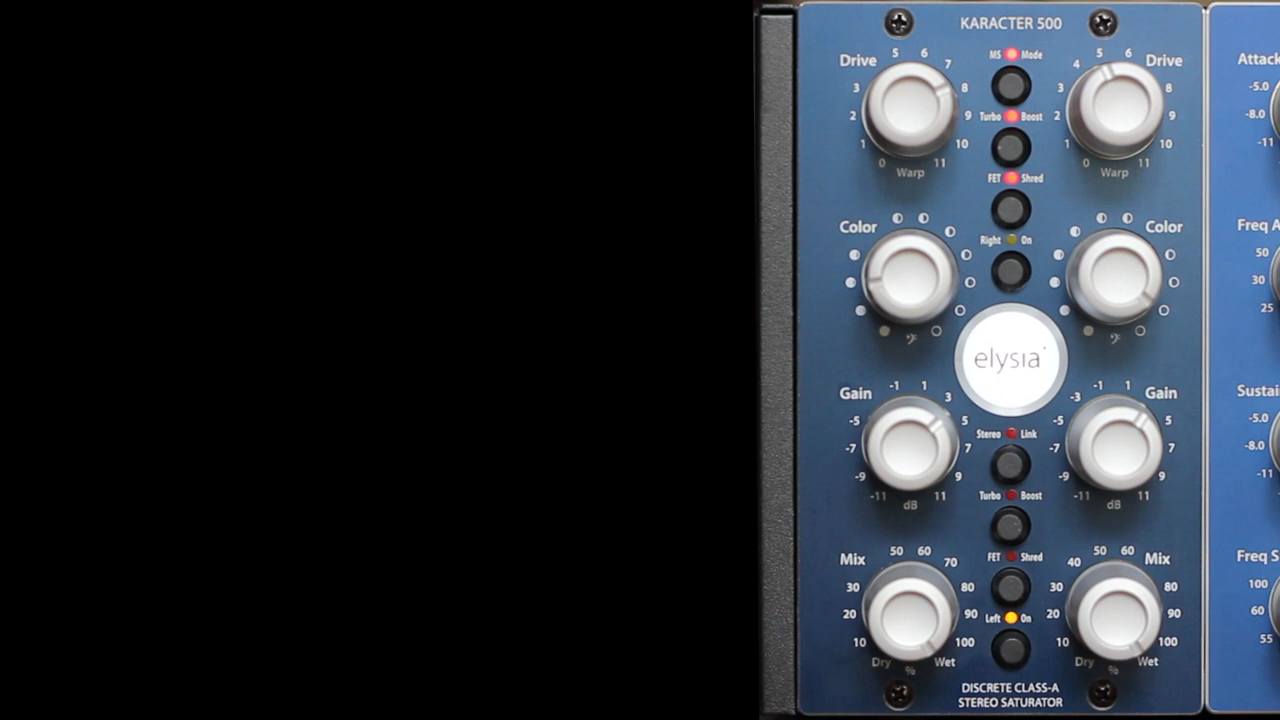 KARACTER 500
MS Mode
5 6
5 6
Drive 7
4 Drive
3 8
3 8
Turbo Boost
2 9
2 9
1 10
1 10
0 11
0 11
Warp
Warp
FET Shred
Color
Color
Right On
elysia
-1 1
-1 1
Gain 3
-3 Gain
-5 5
-5 5
Stereo Link
-7 7
-7 7
-9 9
-9 9
-11 11
-11 11
dB
dB
Turbo Boost
50 60
50 60
FET Shred
Mix 70
40 Mix
30 80
30 80
20 90
20 90
Left On
10 100
10 100
Dry % Wet
Dry % Wet
DISCRETE CLASS-A
STEREO SATURATOR
Attack
-5.0
-8.0
-11
Freq A
50
30
25
Sustai
-5.0
-8.0
-11
Freq S
100
60
55